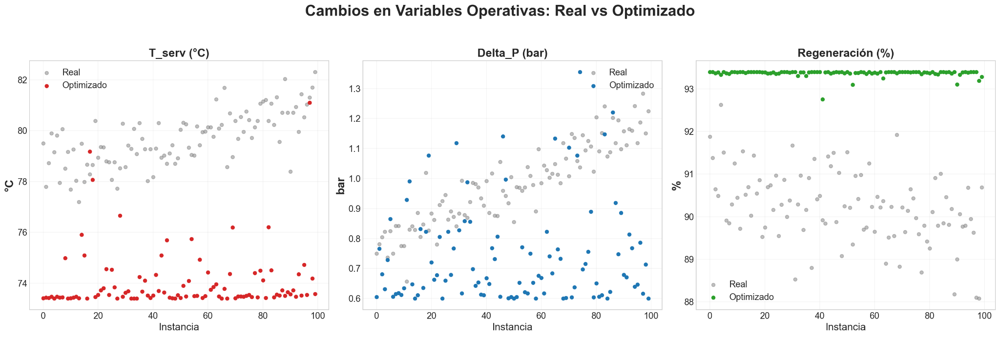 Cambios en Variables Operativas: Real vs Optimizado
T_serv (°C)
Real
Optimizado
82
80
78
76
74
°C
0 20 40 60 80 100
Instancia
Delta_P (bar)
Real
Optimizado
1.3
1.2
1.1
1.0
0.9
0.8
0.7
0.6
bar
0 20 40 60 80 100
Instancia
Regeneración (%)
93
92
91
90
89
88
%
Real
Optimizado
0 20 40 60 80 100
Instancia